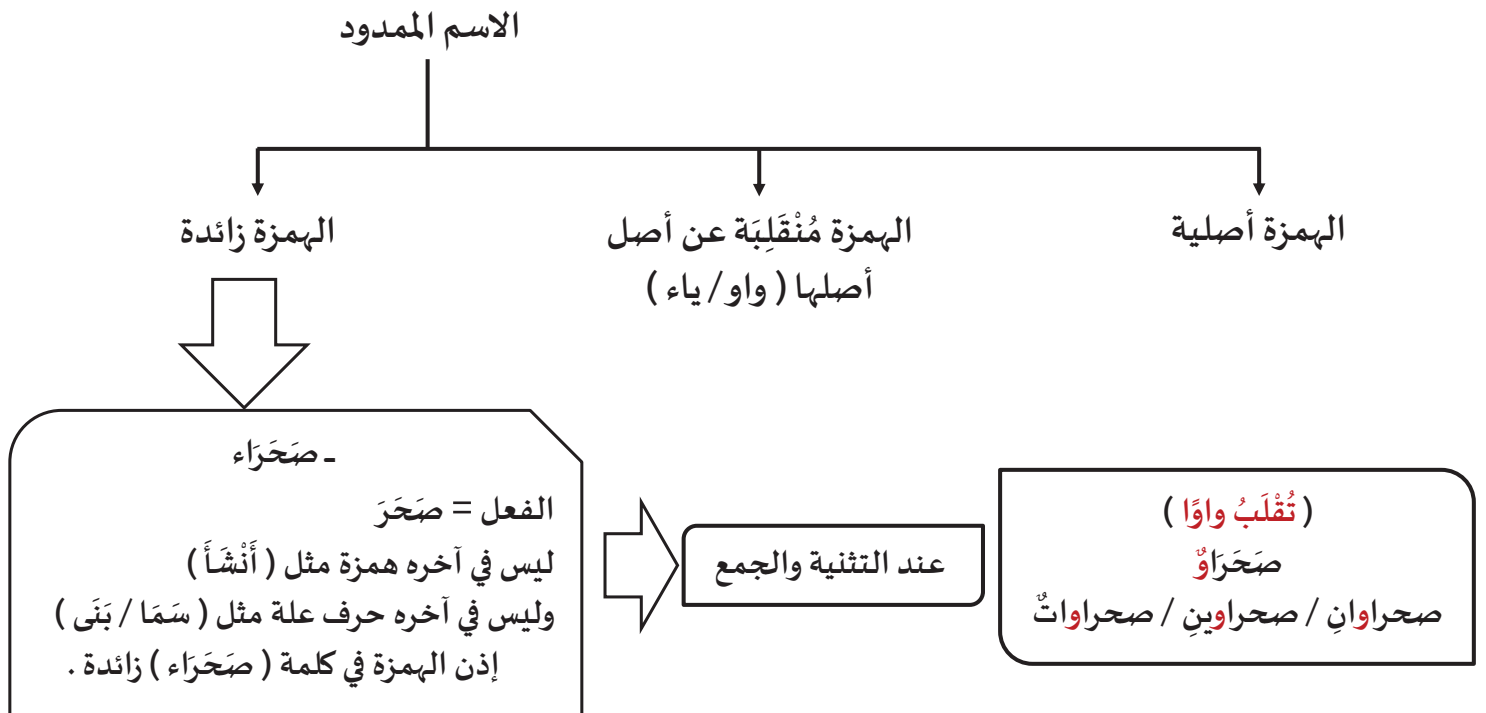 الاسم الممدود
الهمزة أصلية
الهمزة مُنْقَلِبَة عن أصل
أصلها ( واو / ياء )
الهمزة زائدة
ـ صَحَرَاء
الفعل = صَحَرَ
ليس في آخره همزة مثل ( أَنْشَأَ )
وليس في آخره حرف علة مثل ( سَمَا / بَنَى )
إذن الهمزة في كلمة ( صَحَرَاء ) زائدة .
عند التثنية والجمع
( تُقْلَبُ واوًا )
صَحَرَاوٌ
صحراوانِ / صحراوينِ / صحراواتٌ